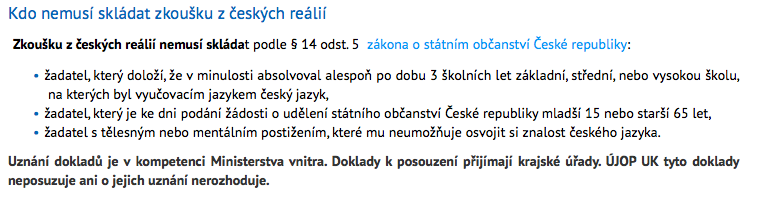 Kdo nemusí skládat zkoušku z českých reálií
Zkoušku z českých reálií nemusí skládat podle § 14 odst. 5 zákona o státním občanství České republiky:
• žadatel, který doloží, že v minulosti absolvoval alespoň po dobu 3 školních let základní, střední, nebo vysokou školu,
na kterých byl vyučovacím jazykem český jazyk,
• žadatel, který je ke dni podání žádosti o udělení státního občanství České republiky mladší 15 nebo starší 65 let,
• žadatel s tělesným nebo mentálním postižením, které mu neumožňuje osvojit si znalost českého jazyka.
Uznání dokladů je v kompetenci Ministerstva vnitra. Doklady k posouzení přijímají krajské úřady. ÚJOP UK tyto doklady
neposuzuje ani o jejich uznání nerozhoduje.